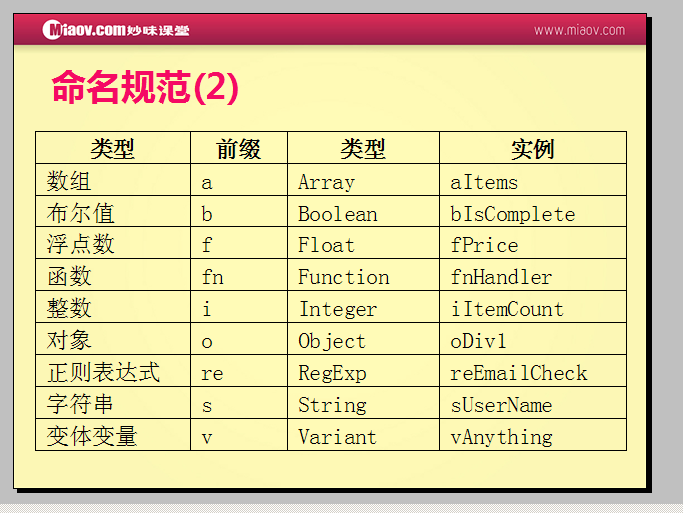 Miaov.com妙味课堂 www.miaov.com
命名规范(2)
类型 前缀 类型 实例
数组 a Array aItems
布尔值 b Boolean bIsComplete
浮点数 f Float fPrice
函数 fn Function fnHandler
整数 i Integer iItemCount
对象 o Object oDiv1
正则表达式 re RegExp reEmailCheck
字符串 s String sUserName
变体变量 v Variant vAnything